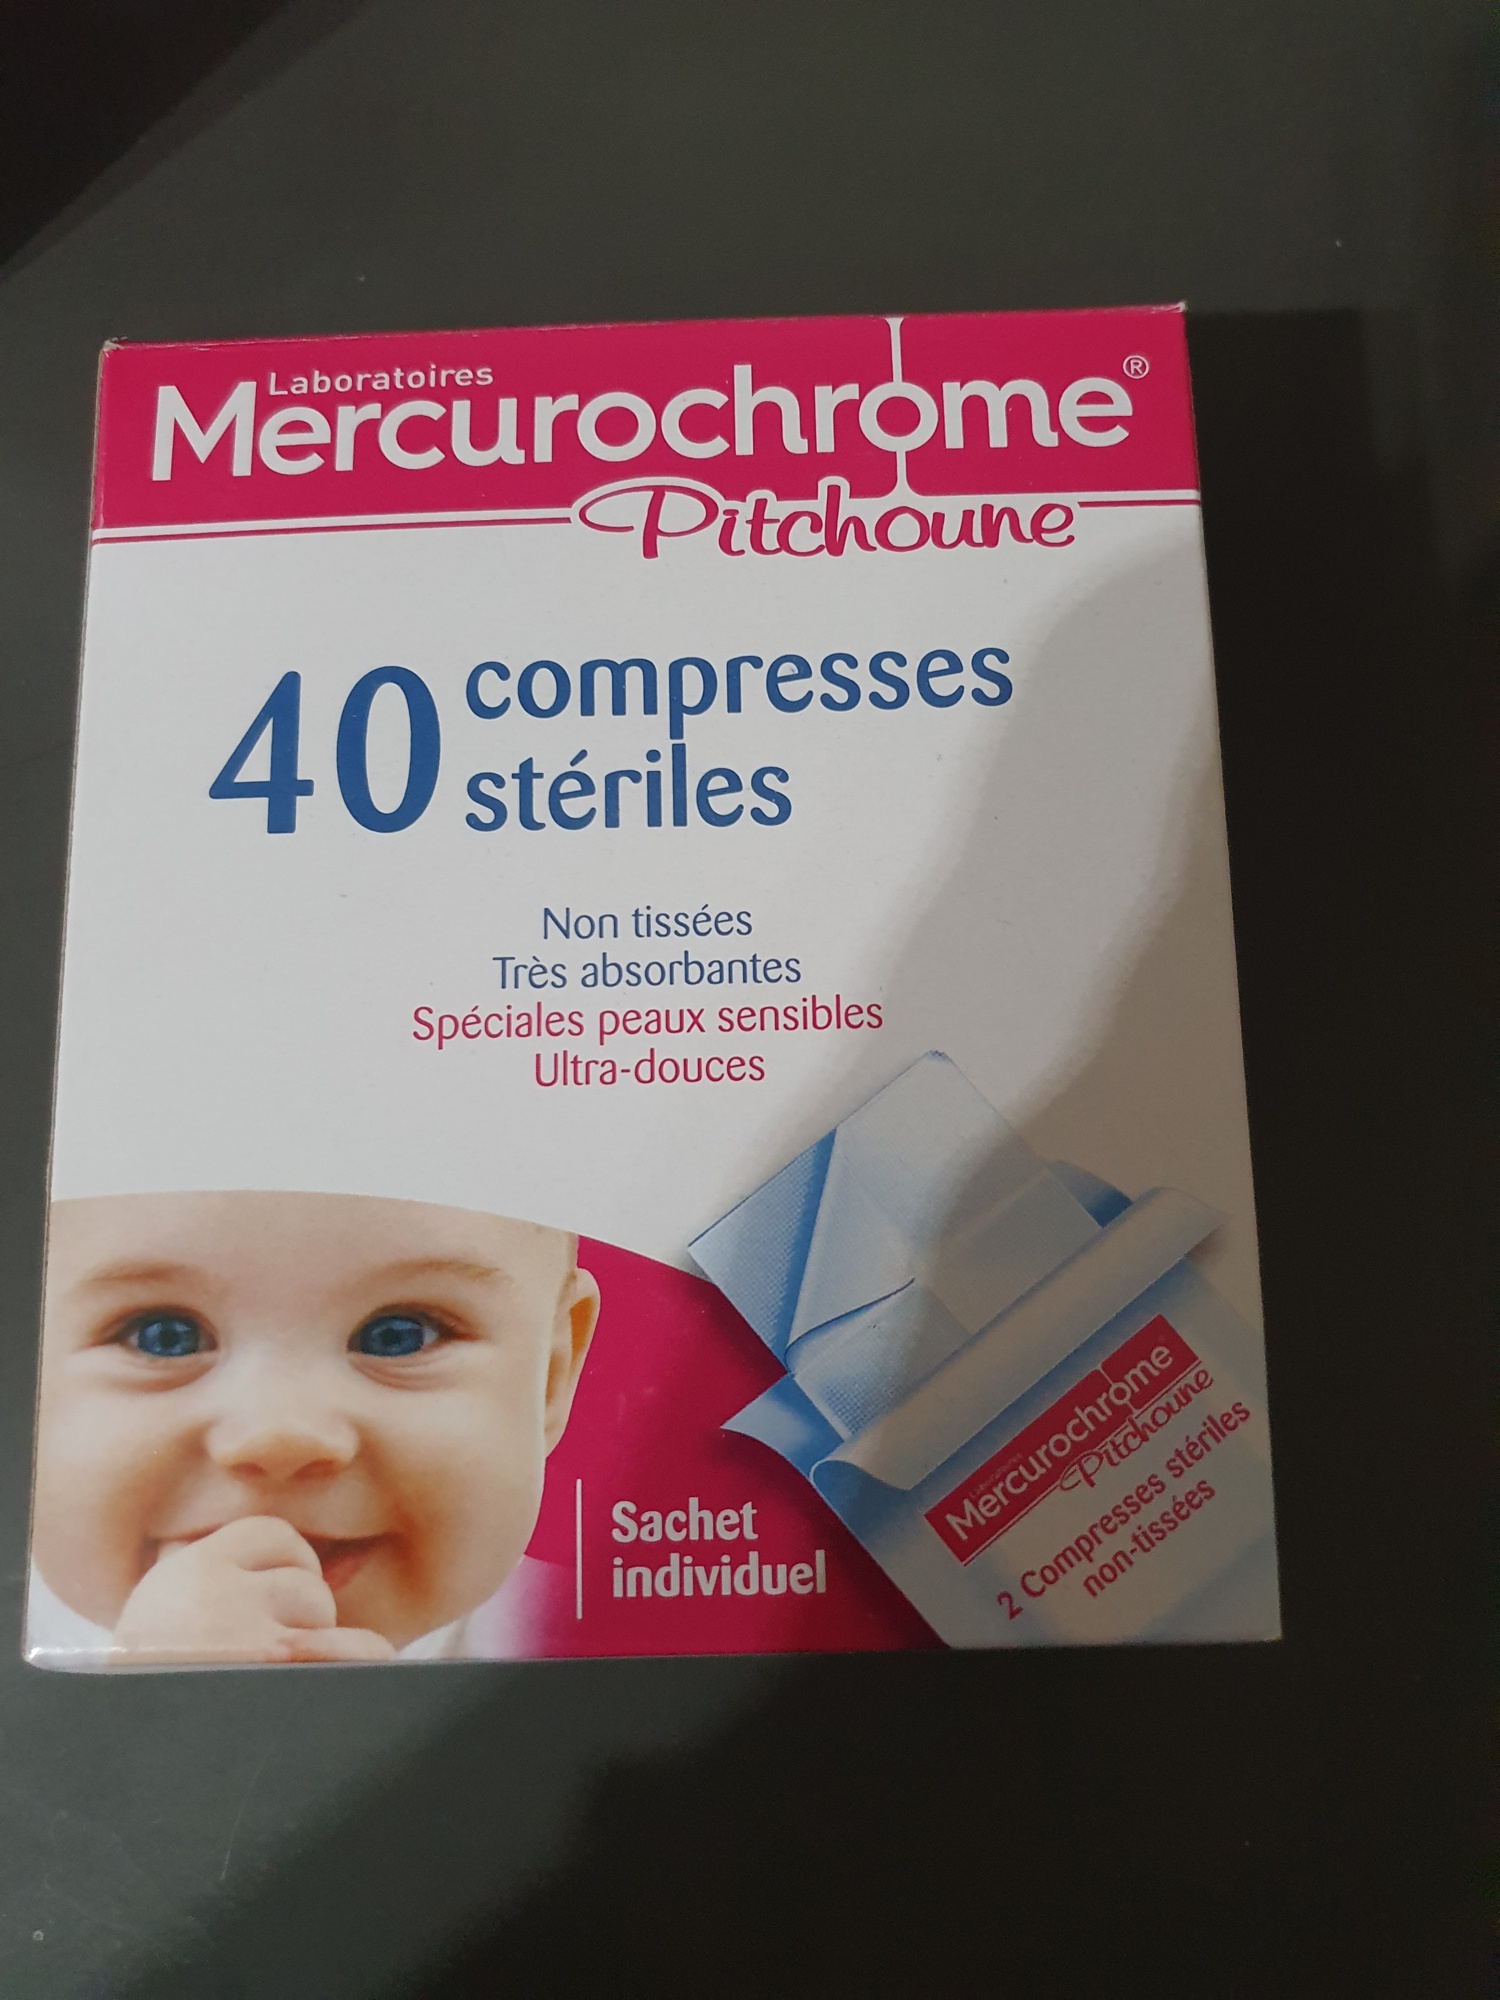 Laboratoires
Mercurochrome®
Pitchoune
40 compresses
stériles
Non tissées
Très absorbantes
Spéciales peaux sensibles
Ultra-douces
Sachet
individuel
Laboratoires
Mercurochrome
Pitchoune
2 Compresses stériles
non-tissées